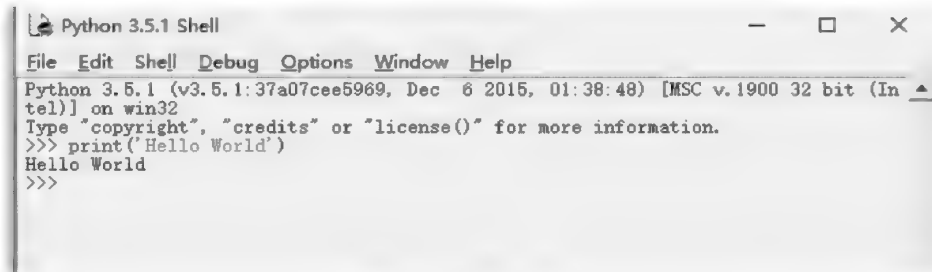 Python 3.5.1 Shell
File Edit Shell Debug Options Window Help
Python 3.5.1 (v3.5.1:37a07cee5969, Dec  6 2015, 01:38:48) [MSC v.1900 32 bit (In
tel)] on win32
Type "copyright", "credits" or "license()" for more information.
>>> print('Hello World')
Hello World
>>>